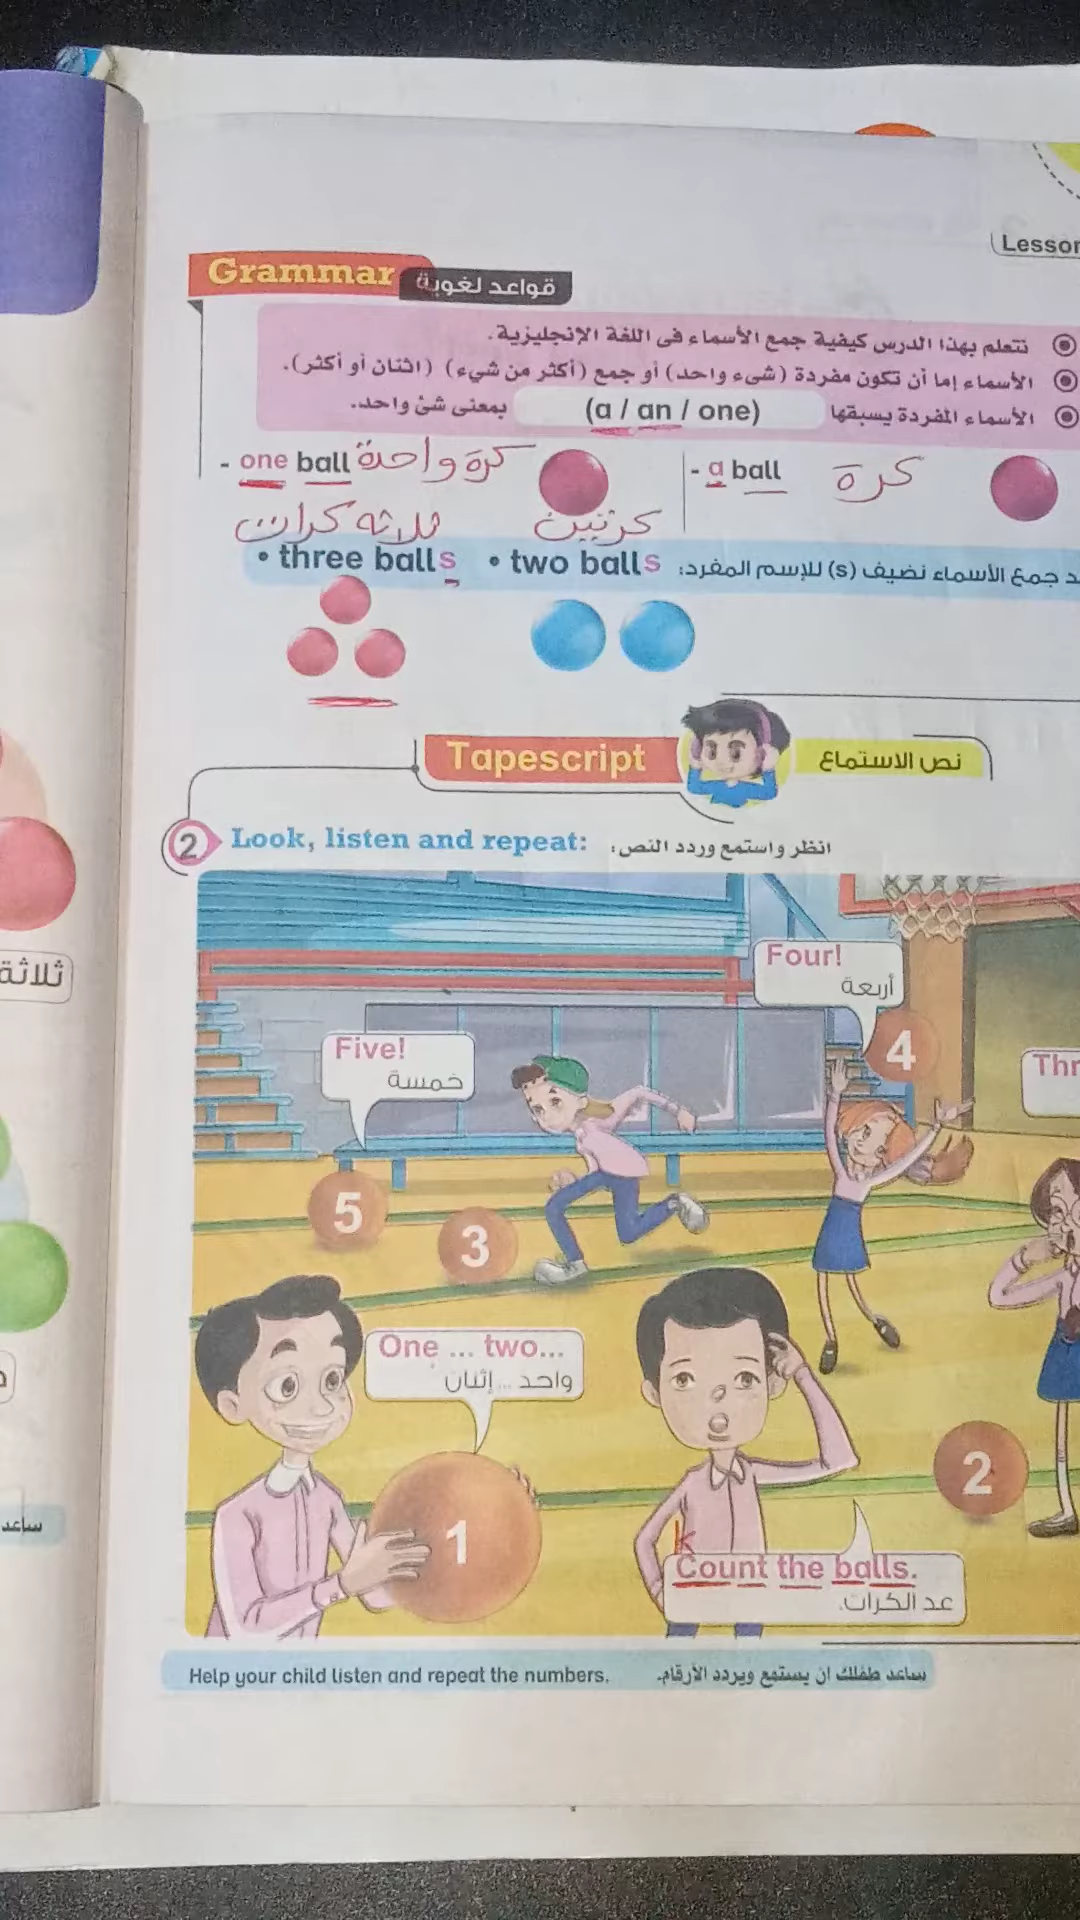 Lesson
Grammar قواعد لغوية
نتعلم بهذا الدرس كيفية جمع الأسماء فى اللغة الإنجليزية.
الأسماء إما أن تكون مفردة (شىء واحد) أو جمع (أكثر من شيء) (اثنان أو أكثر).
الأسماء المفردة يسبقها (a / an / one) بمعنى شئ واحد.
- one ball كرة واحدة
- a ball كرة
ثلاثه كرات
كرتين
• three balls • two balls جمع الأسماء نضيف (s) للإسم المفرد:
Tapescript نص الاستماع
2 Look, listen and repeat: انظر واستمع وردد النص:
Four!
أربعة
4
Five!
خمسة
5
3
One ... two...
واحد ... إثنان
1
2
k
Count the balls.
عد الكرات.
Help your child listen and repeat the numbers. ساعد طفلك ان يستمع ويردد الأرقام.
ثلاثة
ساعد